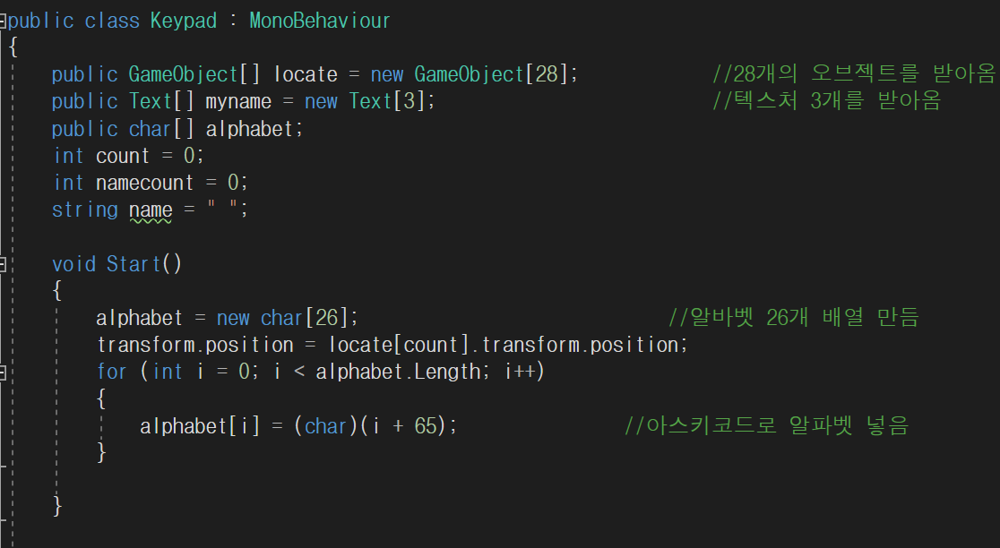 public class Keypad : MonoBehaviour
{
    public GameObject[] locate = new GameObject[28];            //28개의 오브젝트를 받아옴
    public Text[] myname = new Text[3];                         //텍스처 3개를 받아옴
    public char[] alphabet;
    int count = 0;
    int namecount = 0;
    string name = " ";

    void Start()
    {
        alphabet = new char[26];                            //알바벳 26개 배열 만듬
        transform.position = locate[count].transform.position;
        for (int i = 0; i < alphabet.Length; i++)
        {
            alphabet[i] = (char)(i + 65);               //아스키코드로 알파벳 넣음
        }

    }